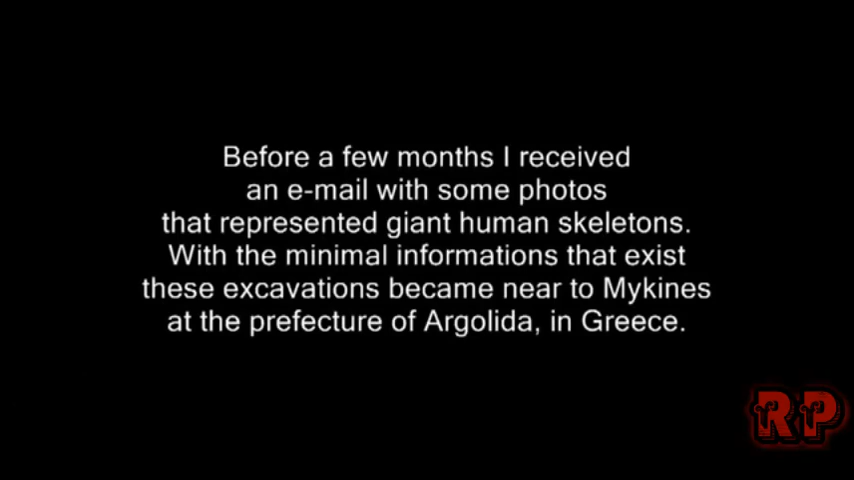 Before a few months I received
an e-mail with some photos
that represented giant human skeletons.
With the minimal informations that exist
these excavations became near to Mykines
at the prefecture of Argolida, in Greece.
RP